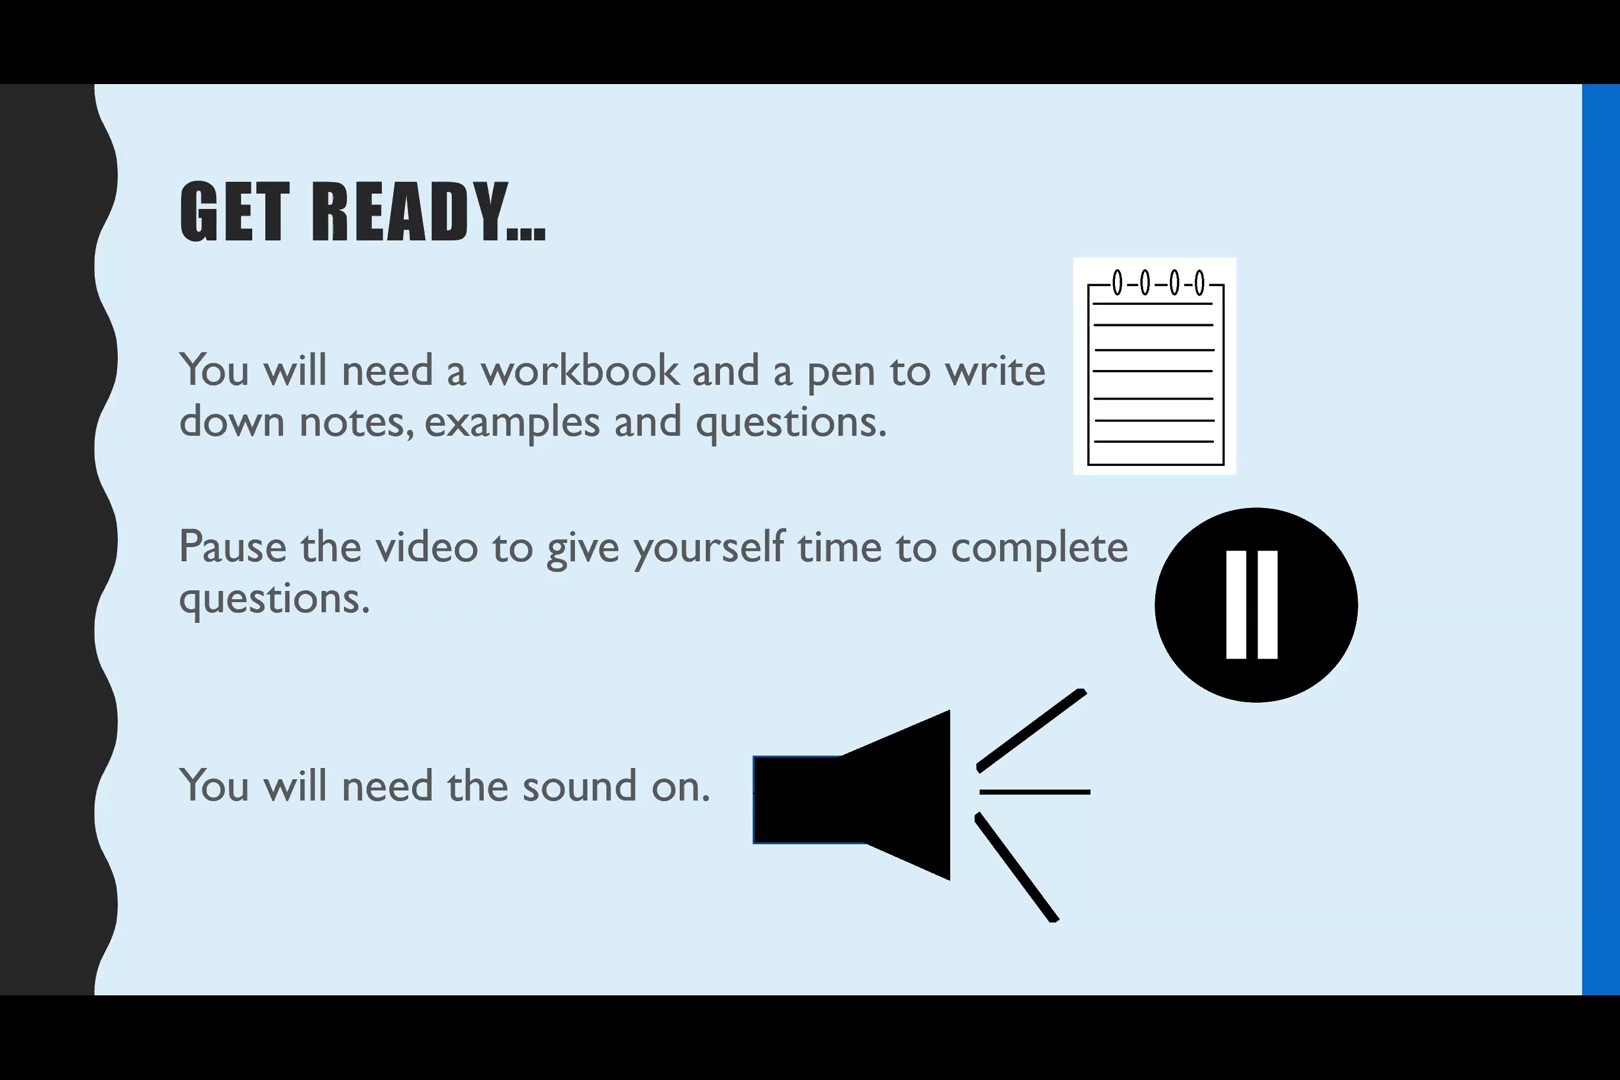 GET READY...
You will need a workbook and a pen to write
down notes, examples and questions.
Pause the video to give yourself time to complete
questions.
You will need the sound on.